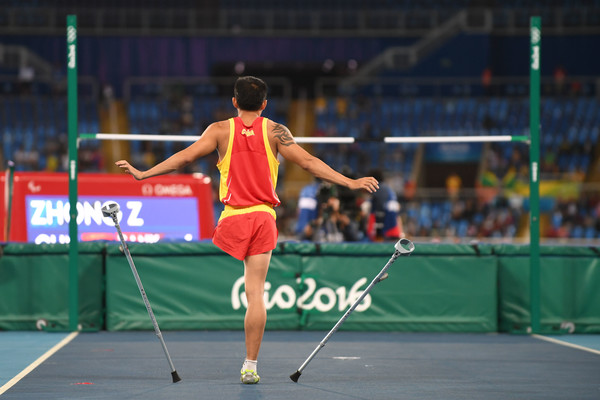 Ω OMEGA
ZHONG Z
Rio2016